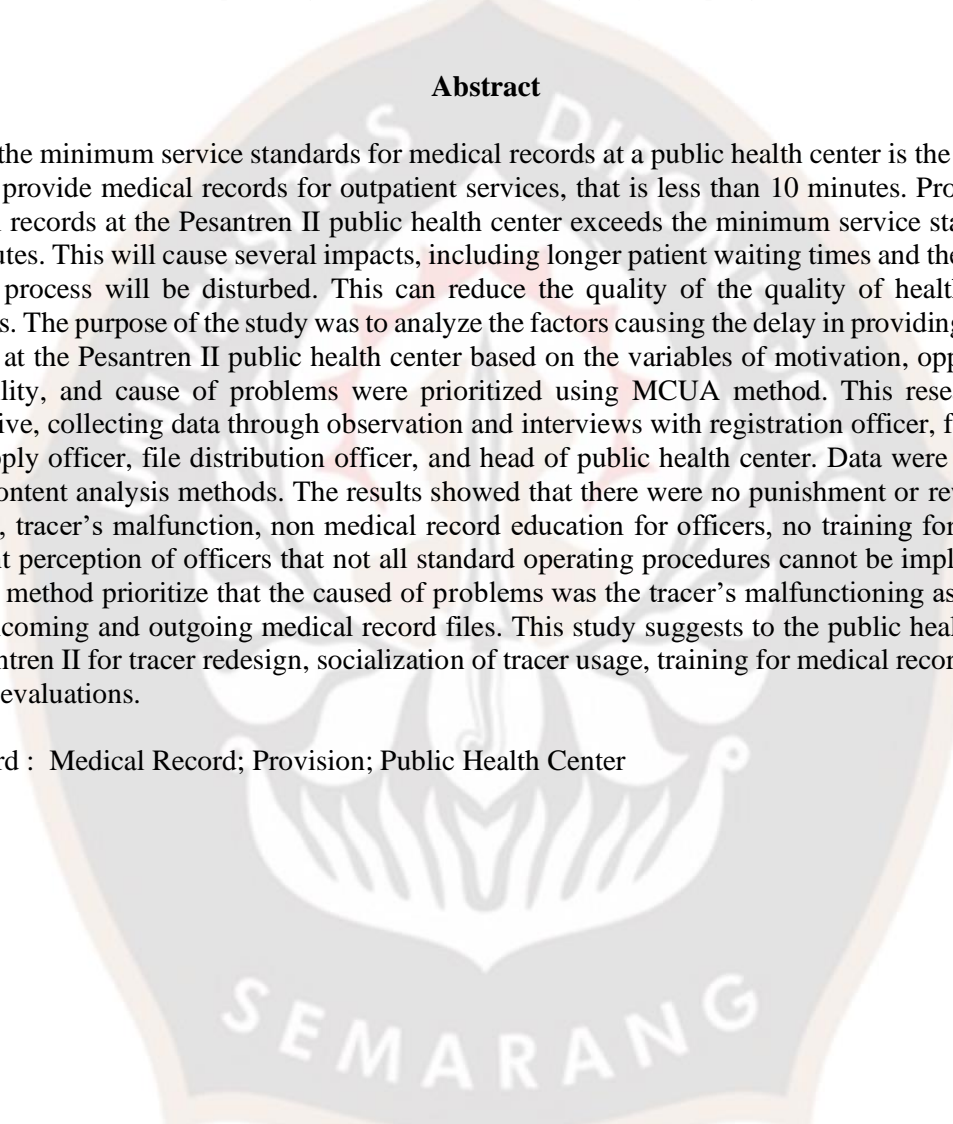 Abstract
the minimum service standards for medical records at a public health center is the
provide medical records for outpatient services, that is less than 10 minutes. Pro
records at the Pesantren II public health center exceeds the minimum service sta
utes. This will cause several impacts, including longer patient waiting times and the
process will be disturbed. This can reduce the quality of the quality of healt
s. The purpose of the study was to analyze the factors causing the delay in providing
at the Pesantren II public health center based on the variables of motivation, opp
lity, and cause of problems were prioritized using MCUA method. This rese
ive, collecting data through observation and interviews with registration officer, f
pply officer, file distribution officer, and head of public health center. Data were
ontent analysis methods. The results showed that there were no punishment or re
, tracer’s malfunction, non medical record education for officers, no training for
t perception of officers that not all standard operating procedures cannot be impl
method prioritize that the caused of problems was the tracer’s malfunctioning as
coming and outgoing medical record files. This study suggests to the public heal
ntren II for tracer redesign, socialization of tracer usage, training for medical recor
evaluations.
rd : Medical Record; Provision; Public Health Center
SEMARANG